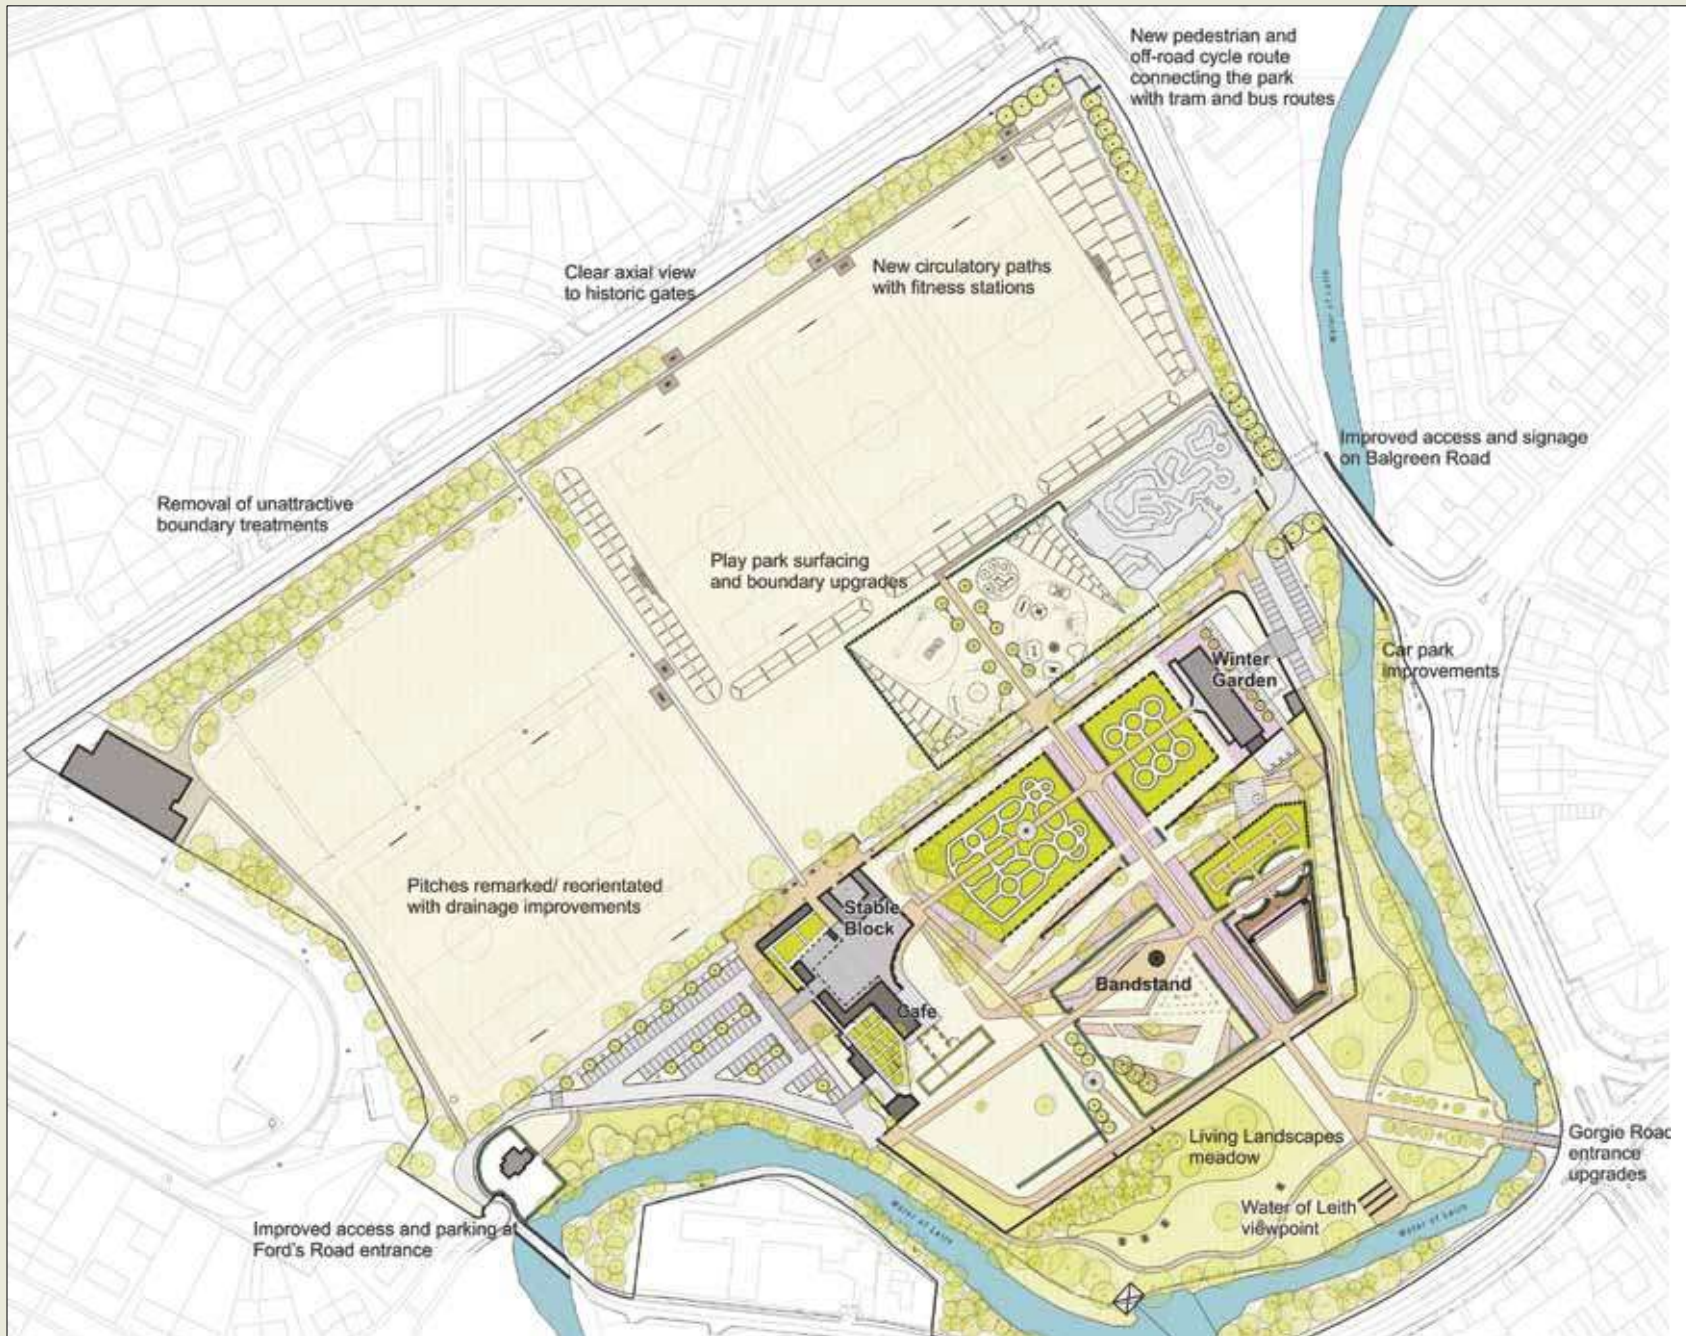 New pedestrian and
off-road cycle route
connecting the park
with tram and bus routes
Clear axial view
to historic gates
New circulatory paths
with fitness stations
Water of Leith
Improved access and signage
on Balgreen Road
Removal of unattractive
boundary treatments
Play park surfacing
and boundary upgrades
Winter
Garden
Car park
improvements
Pitches remarked/ reorientated
with drainage improvements
Stable
Block
Bandstand
Cafe
Living Landscapes
meadow
Gorgie Road
entrance
upgrades
Water of Leith
viewpoint
Improved access and parking at
Ford's Road entrance
Water of Leith
Water of Leith